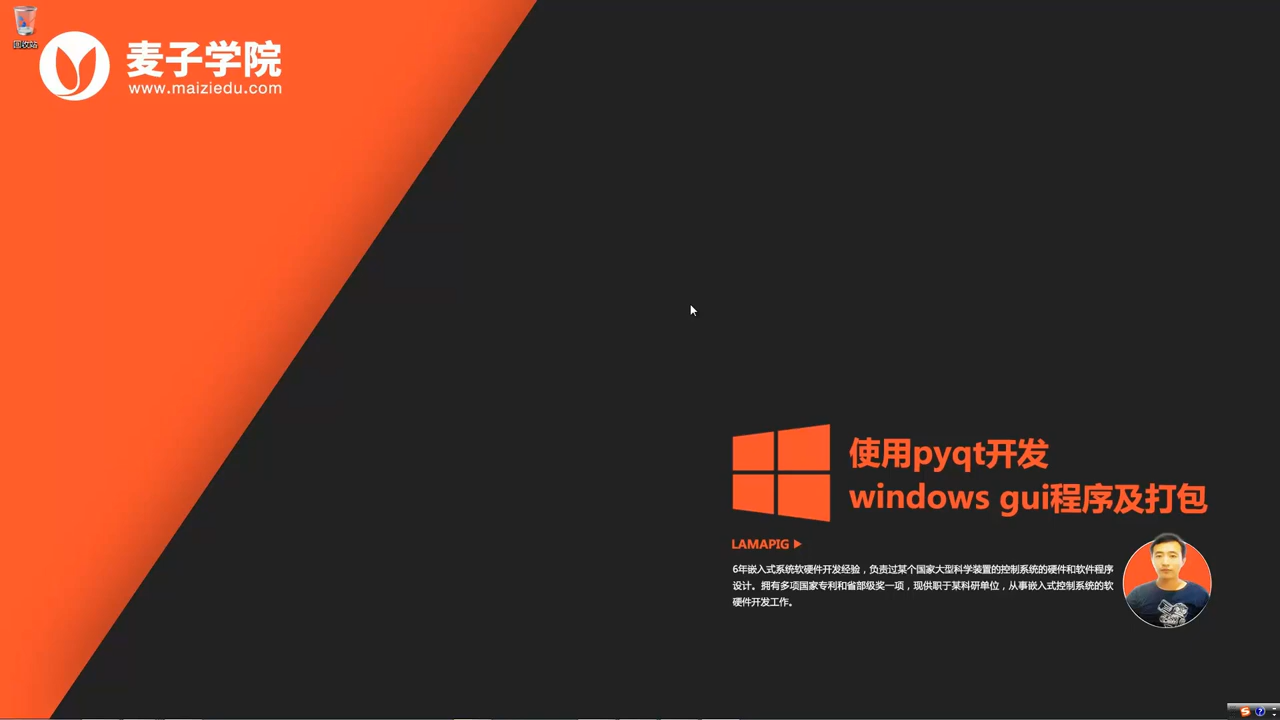 回收站
麦子学院
www.maiziedu.com
使用pyqt开发
windows gui程序及打包
LAMAPIG
6年嵌入式系统软硬件开发经验，负责过某个国家大型科学装置的控制系统的硬件和软件程序
设计。拥有多项国家专利和省部级奖一项，现供职于某科研单位，从事嵌入式控制系统的软
硬件开发工作。